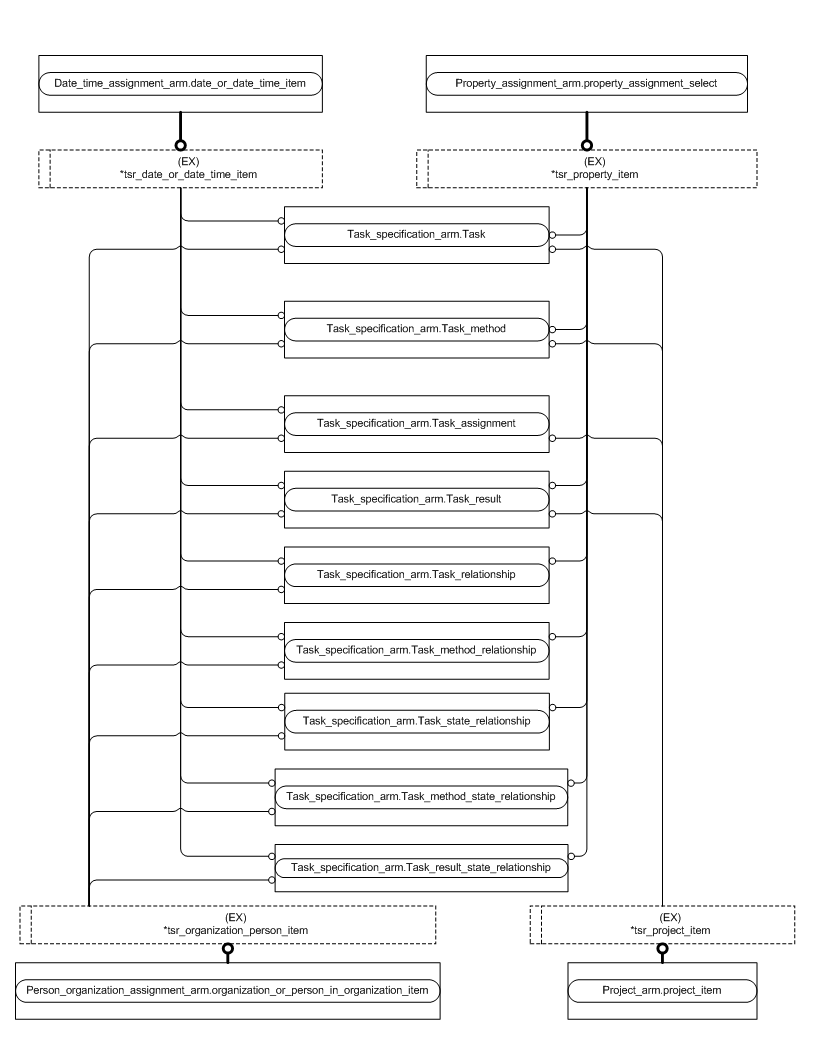 Date_time_assignment_arm.date_or_date_time_item
Property_assignment_arm.property_assignment_select
(EX)
*tsr_date_or_date_time_item
(EX)
*tsr_property_item
Task_specification_arm.Task
Task_specification_arm.Task_method
Task_specification_arm.Task_assignment
Task_specification_arm.Task_result
Task_specification_arm.Task_relationship
Task_specification_arm.Task_method_relationship
Task_specification_arm.Task_state_relationship
Task_specification_arm.Task_method_state_relationship
Task_specification_arm.Task_result_state_relationship
(EX)
*tsr_organization_person_item
(EX)
*tsr_project_item
Person_organization_assignment_arm.organization_or_person_in_organization_item
Project_arm.project_item